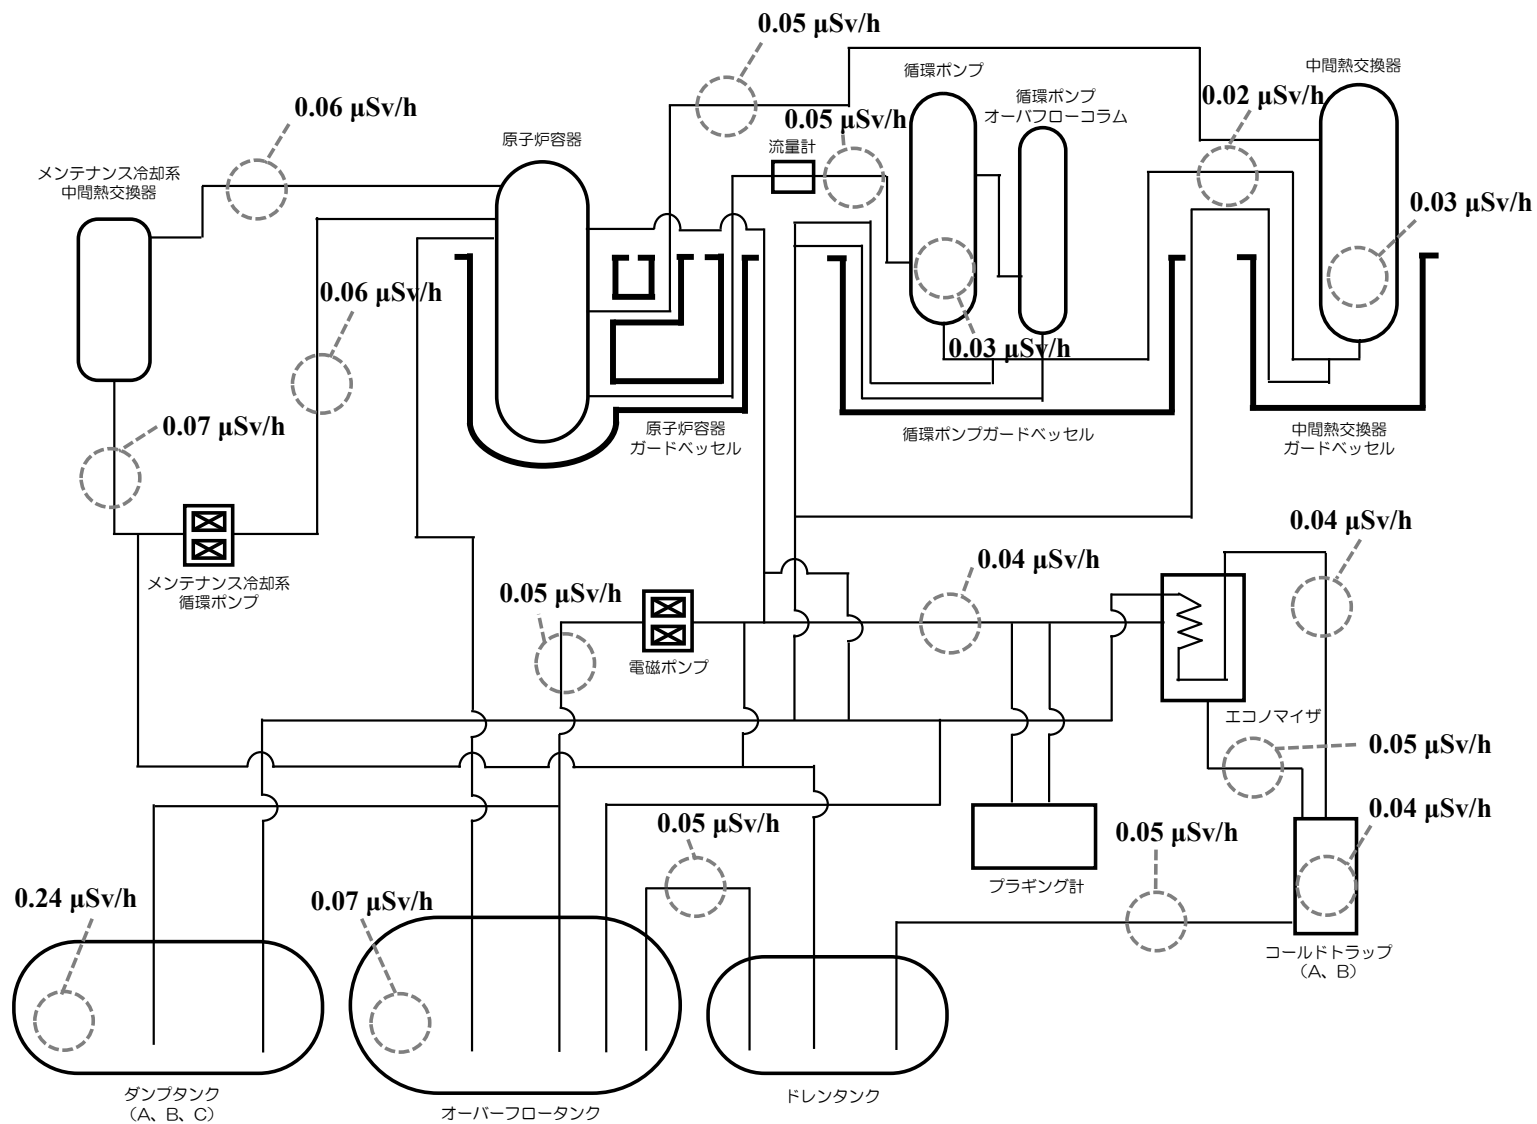 0.05 μSv/h
循環ポンプ
中間熱交換器
0.06 μSv/h
循環ポンプ
オーバフローコラム
0.02 μSv/h
0.05 μSv/h
原子炉容器
流量計
メンテナンス冷却系
中間熱交換器
0.03 μSv/h
0.06 μSv/h
0.03 μSv/h
0.07 μSv/h
原子炉容器
ガードベッセル
循環ポンプガードベッセル
中間熱交換器
ガードベッセル
0.04 μSv/h
0.04 μSv/h
メンテナンス冷却系
循環ポンプ
0.05 μSv/h
電磁ポンプ
エコノマイザ
0.05 μSv/h
0.04 μSv/h
0.05 μSv/h
0.05 μSv/h
プラギング計
0.24 μSv/h
0.07 μSv/h
コールドトラップ
（A、B）
ダンプタンク
（A、B、C）
オーバーフロータンク
ドレンタンク